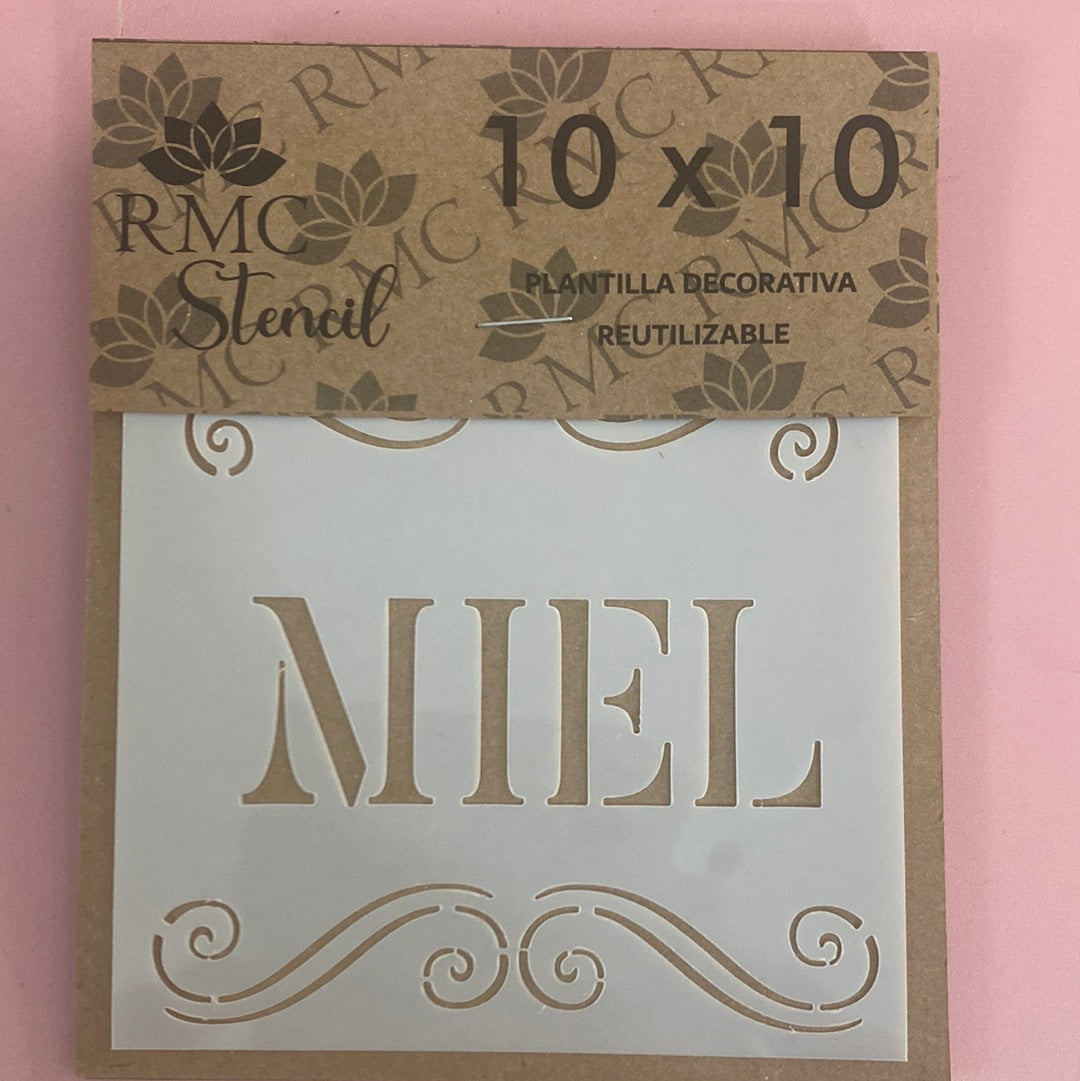 RMC
Stencil
10 x 10
PLANTILLA DECORATIVA
REUTILIZABLE
MIEL